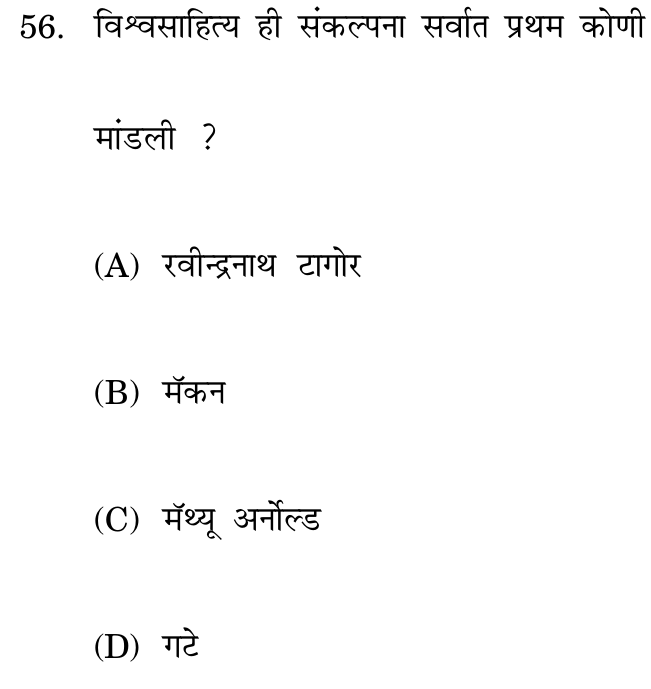 56. विश्वसाहित्य ही संकल्पना सर्वात प्रथम कोणी
मांडली ?
(A) रवीन्द्रनाथ टागोर
(B) मॅकन
(C) मॅथ्यू अर्नोल्ड
(D) गटे